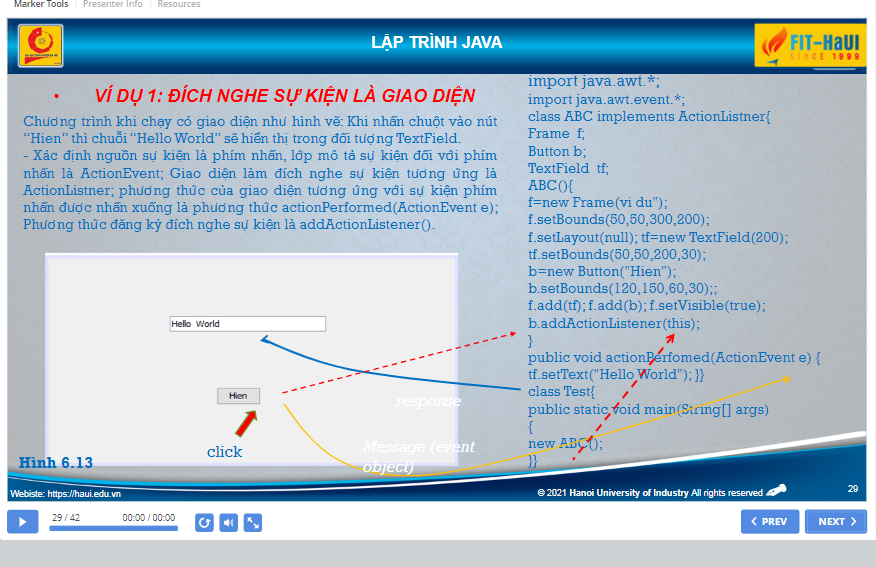 Marker Tools | Presenter Info | Resources
LẬP TRÌNH JAVA
FIT-HaUI
SINCE 1999
• VÍ DỤ 1: ĐÍCH NGHE SỰ KIỆN LÀ GIAO DIỆN
Chương trình khi chạy có giao diện như hình vẽ: Khi nhấn chuột vào nút
“Hien” thì chuỗi “Hello World” sẽ hiển thị trong đối tượng TextField.
- Xác định nguồn sự kiện là phím nhấn, lớp mô tả sự kiện đối với phím
nhấn là ActionEvent; Giao diện làm đích nghe sự kiện tương ứng là
ActionListner; phương thức của giao diện tương ứng với sự kiện phím
nhấn được nhấn xuống là phương thức actionPerformed(ActionEvent e);
Phương thức đăng ký đích nghe sự kiện là addActionListener().
Hello World
Hien
click
response
Message (event
object)
Hình 6.13
import java.awt.*;
import java.awt.event.*;
class ABC implements ActionListner{
Frame f;
Button b;
TextField tf;
ABC(){
f=new Frame(vi du");
f.setBounds(50,50,300,200);
f.setLayout(null); tf=new TextField(200);
tf.setBounds(50,50,200,30);
b=new Button("Hien");
b.setBounds(120,150,60,30);;
f.add(tf); f.add(b); f.setVisible(true);
b.addActionListener(this);
}
public void actionPerfomed(ActionEvent e) {
tf.setText("Hello World"); }}
class Test{
public static void main(String[] args)
{
new ABC();
}}
Webiste: https://haui.edu.vn
© 2021 Hanoi University of Industry All rights reserved
29
29 / 42
00:00 / 00:00
PREV
NEXT